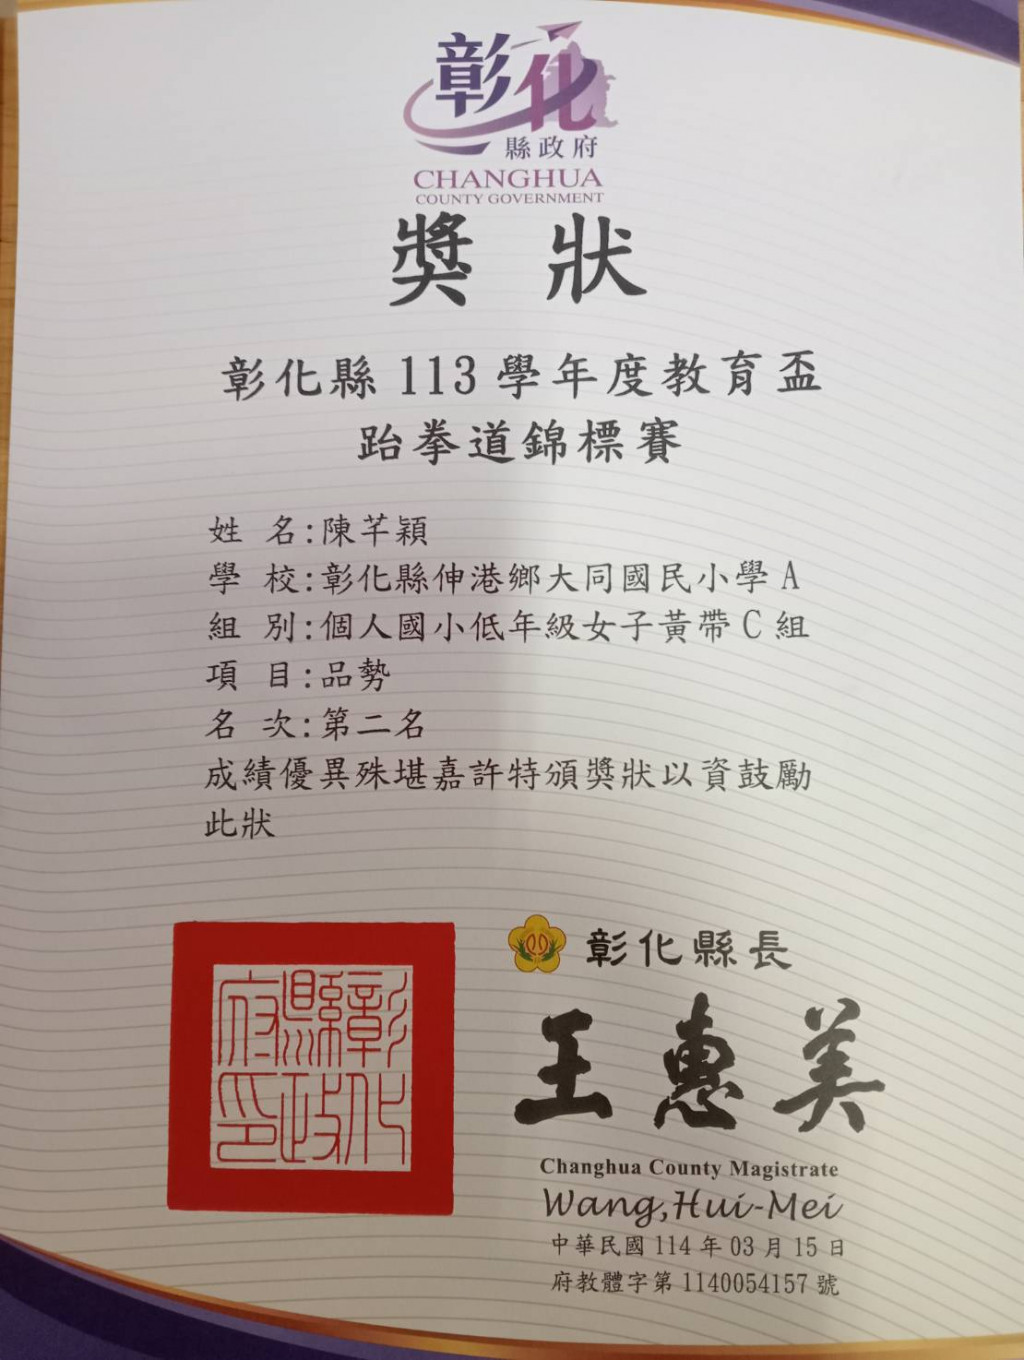 彰化
縣政府
CHANGHUA
COUNTY GOVERNMENT
獎狀
彰化縣113學年度教育盃
跆拳道錦標賽
姓 名:陳芊穎
學 校:彰化縣伸港鄉大同國民小學A
組 別:個人國小低年級女子黃帶C組
項 目:品勢
名 次:第二名
成績優異殊堪嘉許特頒獎狀以資鼓勵
此狀
彰化縣政府印
彰化縣長
王惠美
Changhua County Magistrate
Wang,Hui-Mei
中華民國114年03月15日
府教體字第1140054157號